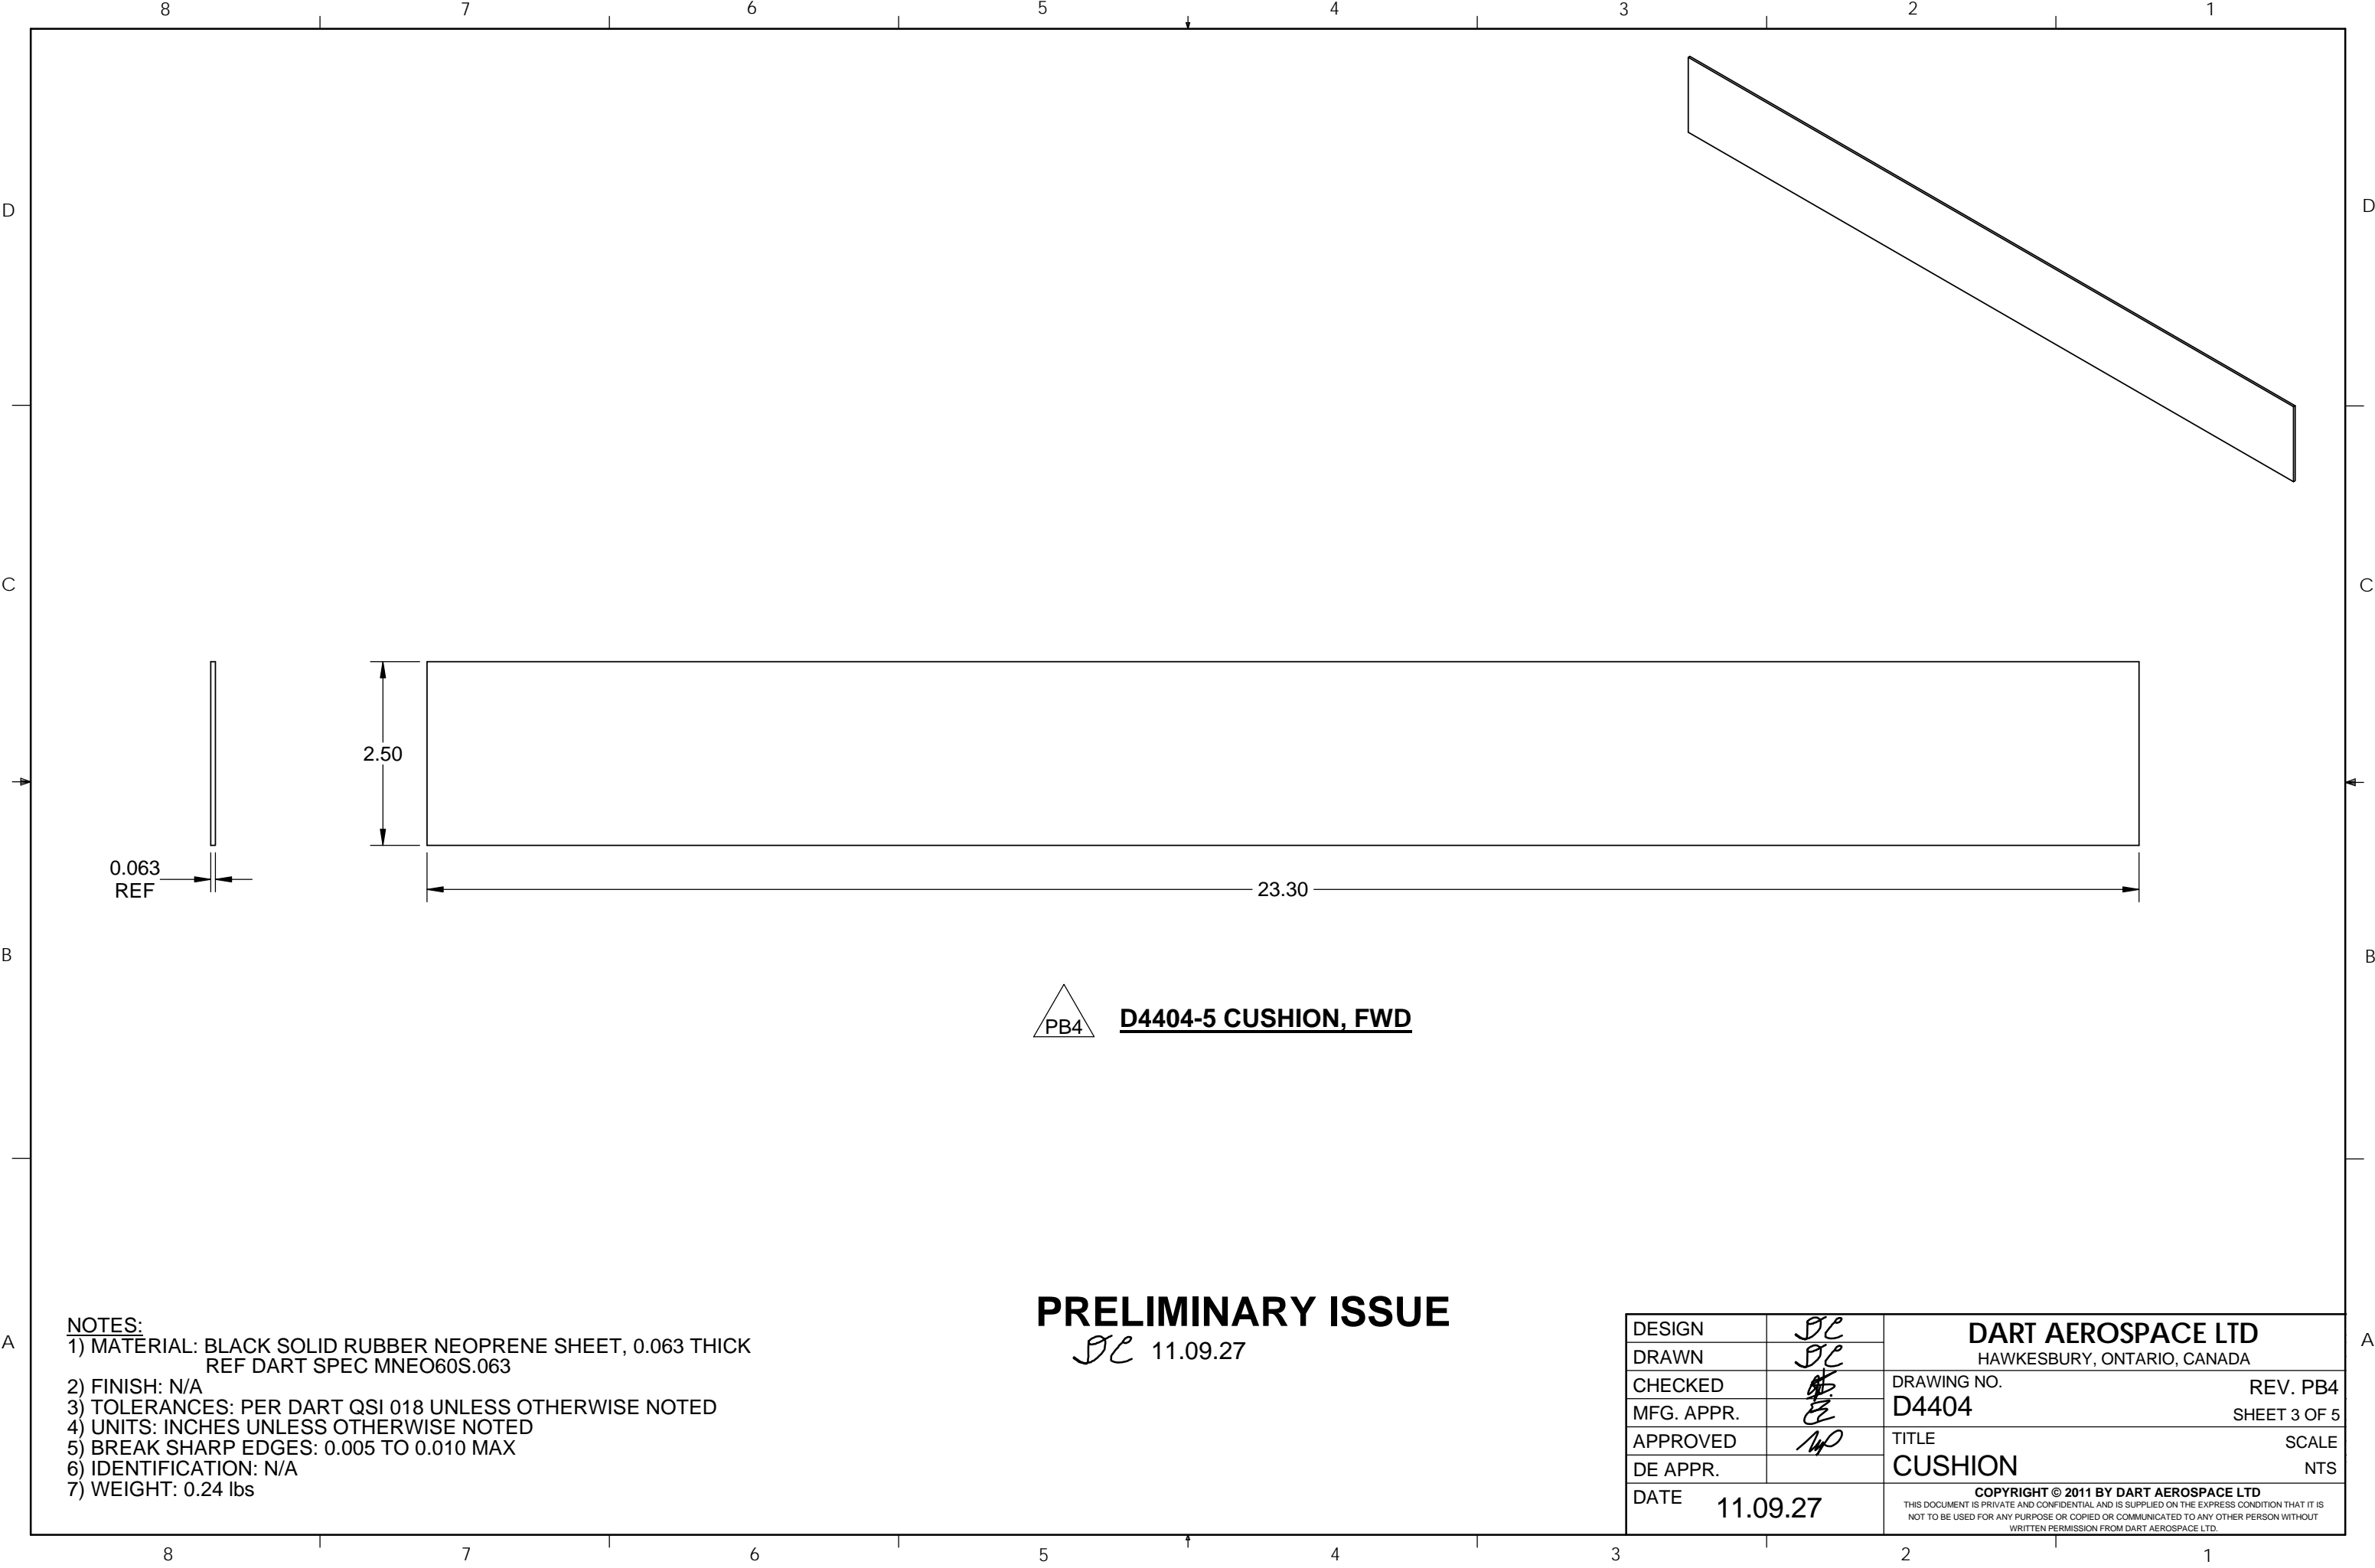 8 7 6 5 4 3 2 1
D D
C C
2.50
0.063
REF
23.30
B B
PB4 D4404-5 CUSHION, FWD
PRELIMINARY ISSUE
DC 11.09.27
A A
NOTES:
1) MATERIAL: BLACK SOLID RUBBER NEOPRENE SHEET, 0.063 THICK
REF DART SPEC MNEO60S.063
2) FINISH: N/A
3) TOLERANCES: PER DART QSI 018 UNLESS OTHERWISE NOTED
4) UNITS: INCHES UNLESS OTHERWISE NOTED
5) BREAK SHARP EDGES: 0.005 TO 0.010 MAX
6) IDENTIFICATION: N/A
7) WEIGHT: 0.24 lbs
DESIGN DC
DRAWN DC
CHECKED
MFG. APPR.
APPROVED
DE APPR.
DATE 11.09.27
DART AEROSPACE LTD
HAWKESBURY, ONTARIO, CANADA
DRAWING NO. REV. PB4
D4404 SHEET 3 OF 5
TITLE SCALE
CUSHION NTS
COPYRIGHT © 2011 BY DART AEROSPACE LTD
THIS DOCUMENT IS PRIVATE AND CONFIDENTIAL AND IS SUPPLIED ON THE EXPRESS CONDITION THAT IT IS
NOT TO BE USED FOR ANY PURPOSE OR COPIED OR COMMUNICATED TO ANY OTHER PERSON WITHOUT
WRITTEN PERMISSION FROM DART AEROSPACE LTD.
8 7 6 5 4 3 2 1